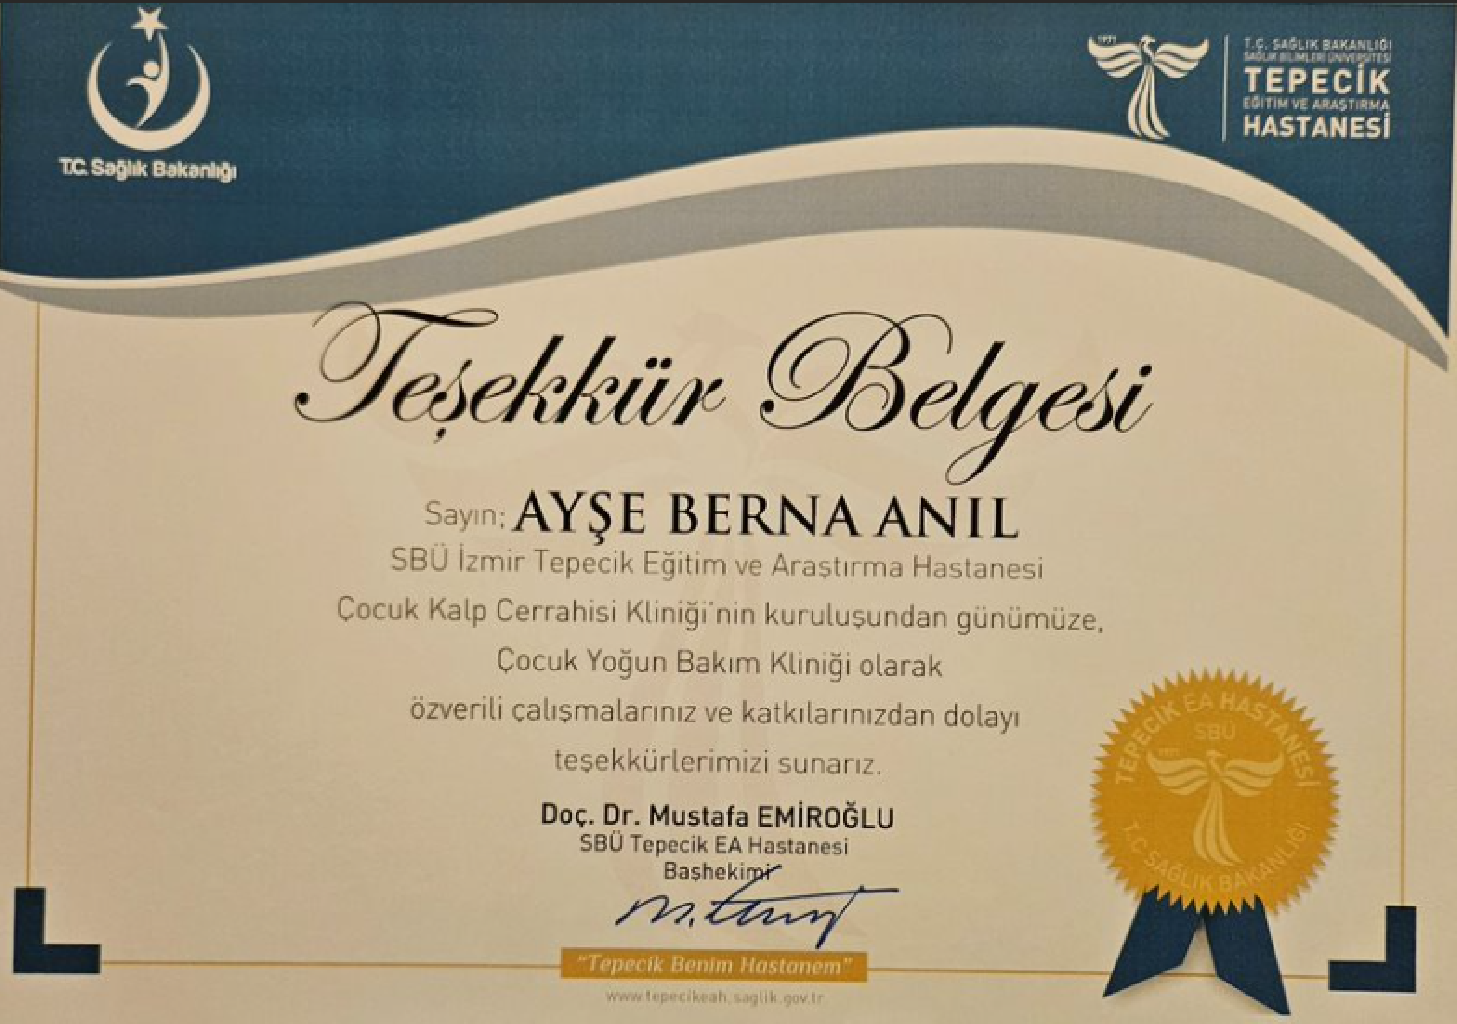 T.C. Sağlık Bakanlığı
1971
T.C. SAĞLIK BAKANLIĞI
SAĞLIK BİLİMLERİ ÜNİVERSİTESİ
TEPECİK
EĞİTİM VE ARAŞTIRMA
HASTANESİ
Teşekkür Belgesi
Sayın; AYŞE BERNA ANIL
SBÜ İzmir Tepecik Eğitim ve Araştırma Hastanesi
Çocuk Kalp Cerrahisi Kliniği'nin kuruluşundan günümüze,
Çocuk Yoğun Bakım Kliniği olarak
özverili çalışmalarınız ve katkılarınızdan dolayı
teşekkürlerimizi sunarız.
Doç. Dr. Mustafa EMİROĞLU
SBÜ Tepecik EA Hastanesi
Başhekimi
"Tepecik Benim Hastanem"
www.tepecikeah.saglik.gov.tr
TEPECİK EA HASTANESİ
SBÜ
T.C SAĞLIK BAKANLIĞI